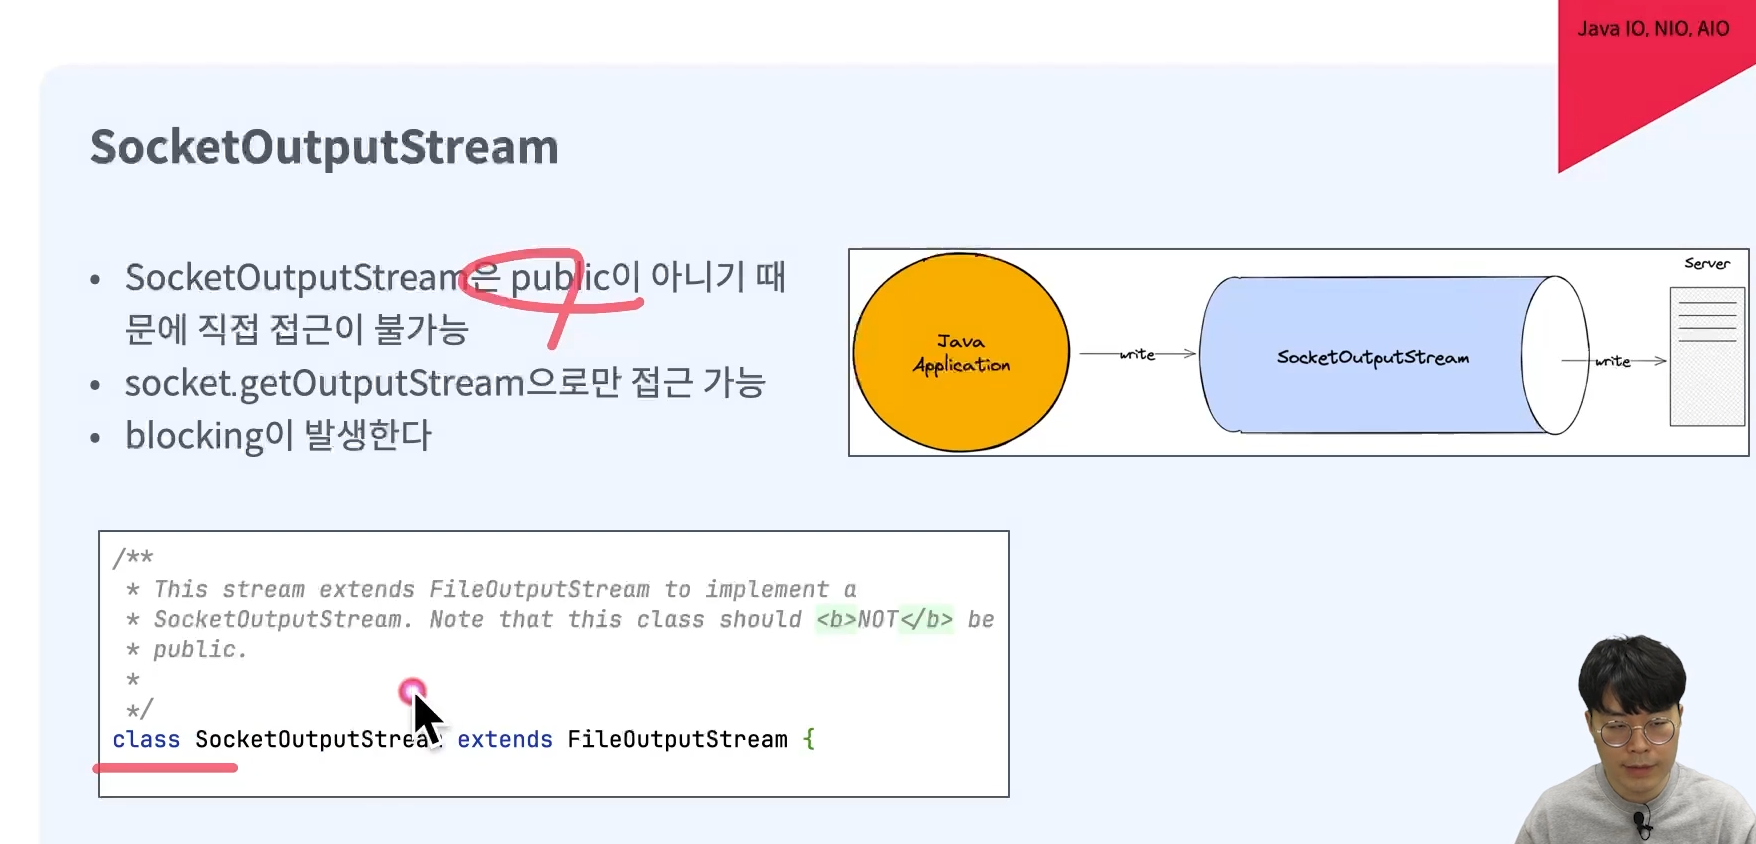 Java IO, NIO, AIO
SocketOutputStream
• SocketOutputStream은 public이 아니기 때
문에 직접 접근이 불가능
• socket.getOutputStream으로만 접근 가능
• blocking이 발생한다
Java
Application
write
SocketOutputStream
write
Server
/**
* This stream extends FileOutputStream to implement a
* SocketOutputStream. Note that this class should <b>NOT</b> be
* public.
*
*/
class SocketOutputStream extends FileOutputStream {